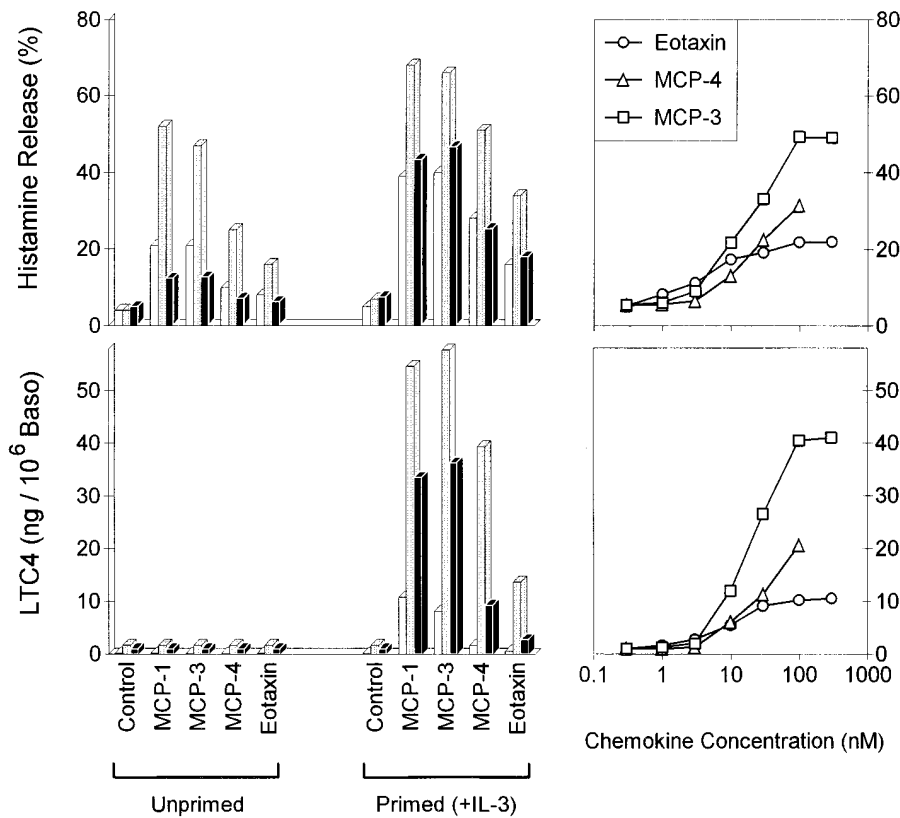 Histamine Release (%)
80
60
40
20
0
Eotaxin
MCP-4
MCP-3
80
60
40
20
0
LTC4 (ng / 10⁶ Baso)
50
40
30
20
10
0
50
40
30
20
10
0
Control
MCP-1
MCP-3
MCP-4
Eotaxin
Control
MCP-1
MCP-3
MCP-4
Eotaxin
0.1 1 10 100 1000
Chemokine Concentration (nM)
Unprimed
Primed (+IL-3)